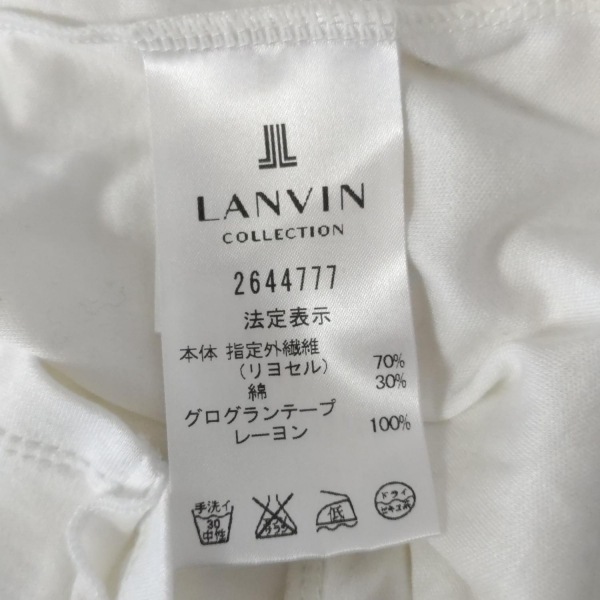 LANVIN
COLLECTION
2644777
法定表示
本体 指定外繊維
(リヨセル) 70%
綿 30%
グログランテープ
レーヨン 100%
手洗イ
30
中性
低
ドライ